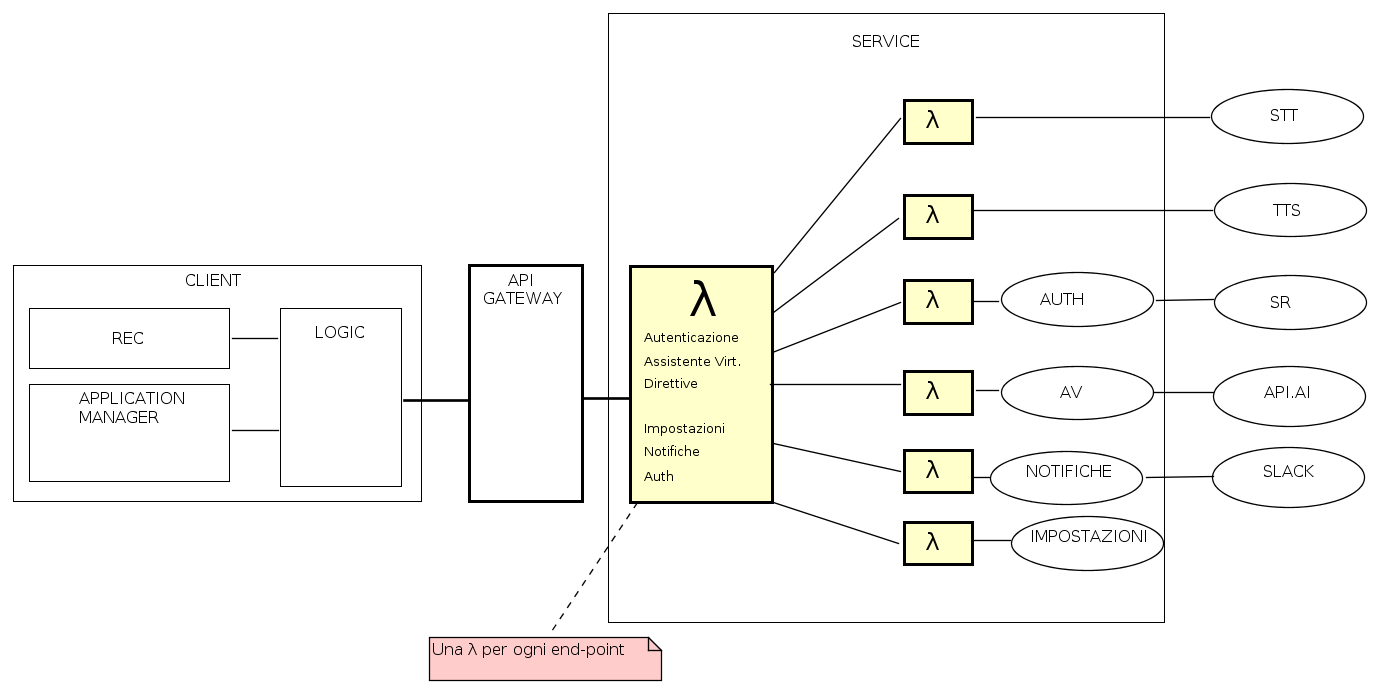 SERVICE
λ
STT
λ
TTS
CLIENT
REC
LOGIC
APPLICATION
MANAGER
API
GATEWAY
λ
Autenticazione
Assistente Virt.
Direttive
Impostazioni
Notifiche
Auth
λ
AUTH
SR
λ
AV
API.AI
λ
NOTIFICHE
SLACK
λ
IMPOSTAZIONI
Una λ per ogni end-point